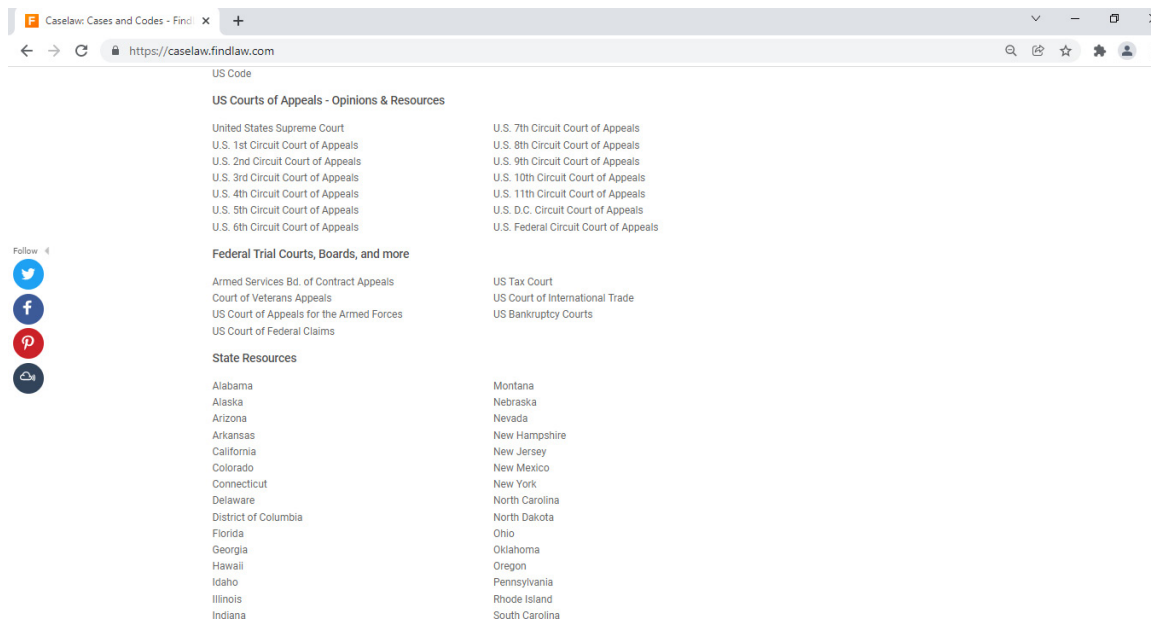 Caselaw: Cases and Codes - Find
https://caselaw.findlaw.com
US Code
US Courts of Appeals - Opinions & Resources
United States Supreme Court
U.S. 1st Circuit Court of Appeals
U.S. 2nd Circuit Court of Appeals
U.S. 3rd Circuit Court of Appeals
U.S. 4th Circuit Court of Appeals
U.S. 5th Circuit Court of Appeals
U.S. 6th Circuit Court of Appeals
U.S. 7th Circuit Court of Appeals
U.S. 8th Circuit Court of Appeals
U.S. 9th Circuit Court of Appeals
U.S. 10th Circuit Court of Appeals
U.S. 11th Circuit Court of Appeals
U.S. D.C. Circuit Court of Appeals
U.S. Federal Circuit Court of Appeals
Follow
Federal Trial Courts, Boards, and more
Armed Services Bd. of Contract Appeals
Court of Veterans Appeals
US Court of Appeals for the Armed Forces
US Court of Federal Claims
US Tax Court
US Court of International Trade
US Bankruptcy Courts
State Resources
Alabama
Alaska
Arizona
Arkansas
California
Colorado
Connecticut
Delaware
District of Columbia
Florida
Georgia
Hawaii
Idaho
Illinois
Indiana
Montana
Nebraska
Nevada
New Hampshire
New Jersey
New Mexico
New York
North Carolina
North Dakota
Ohio
Oklahoma
Oregon
Pennsylvania
Rhode Island
South Carolina